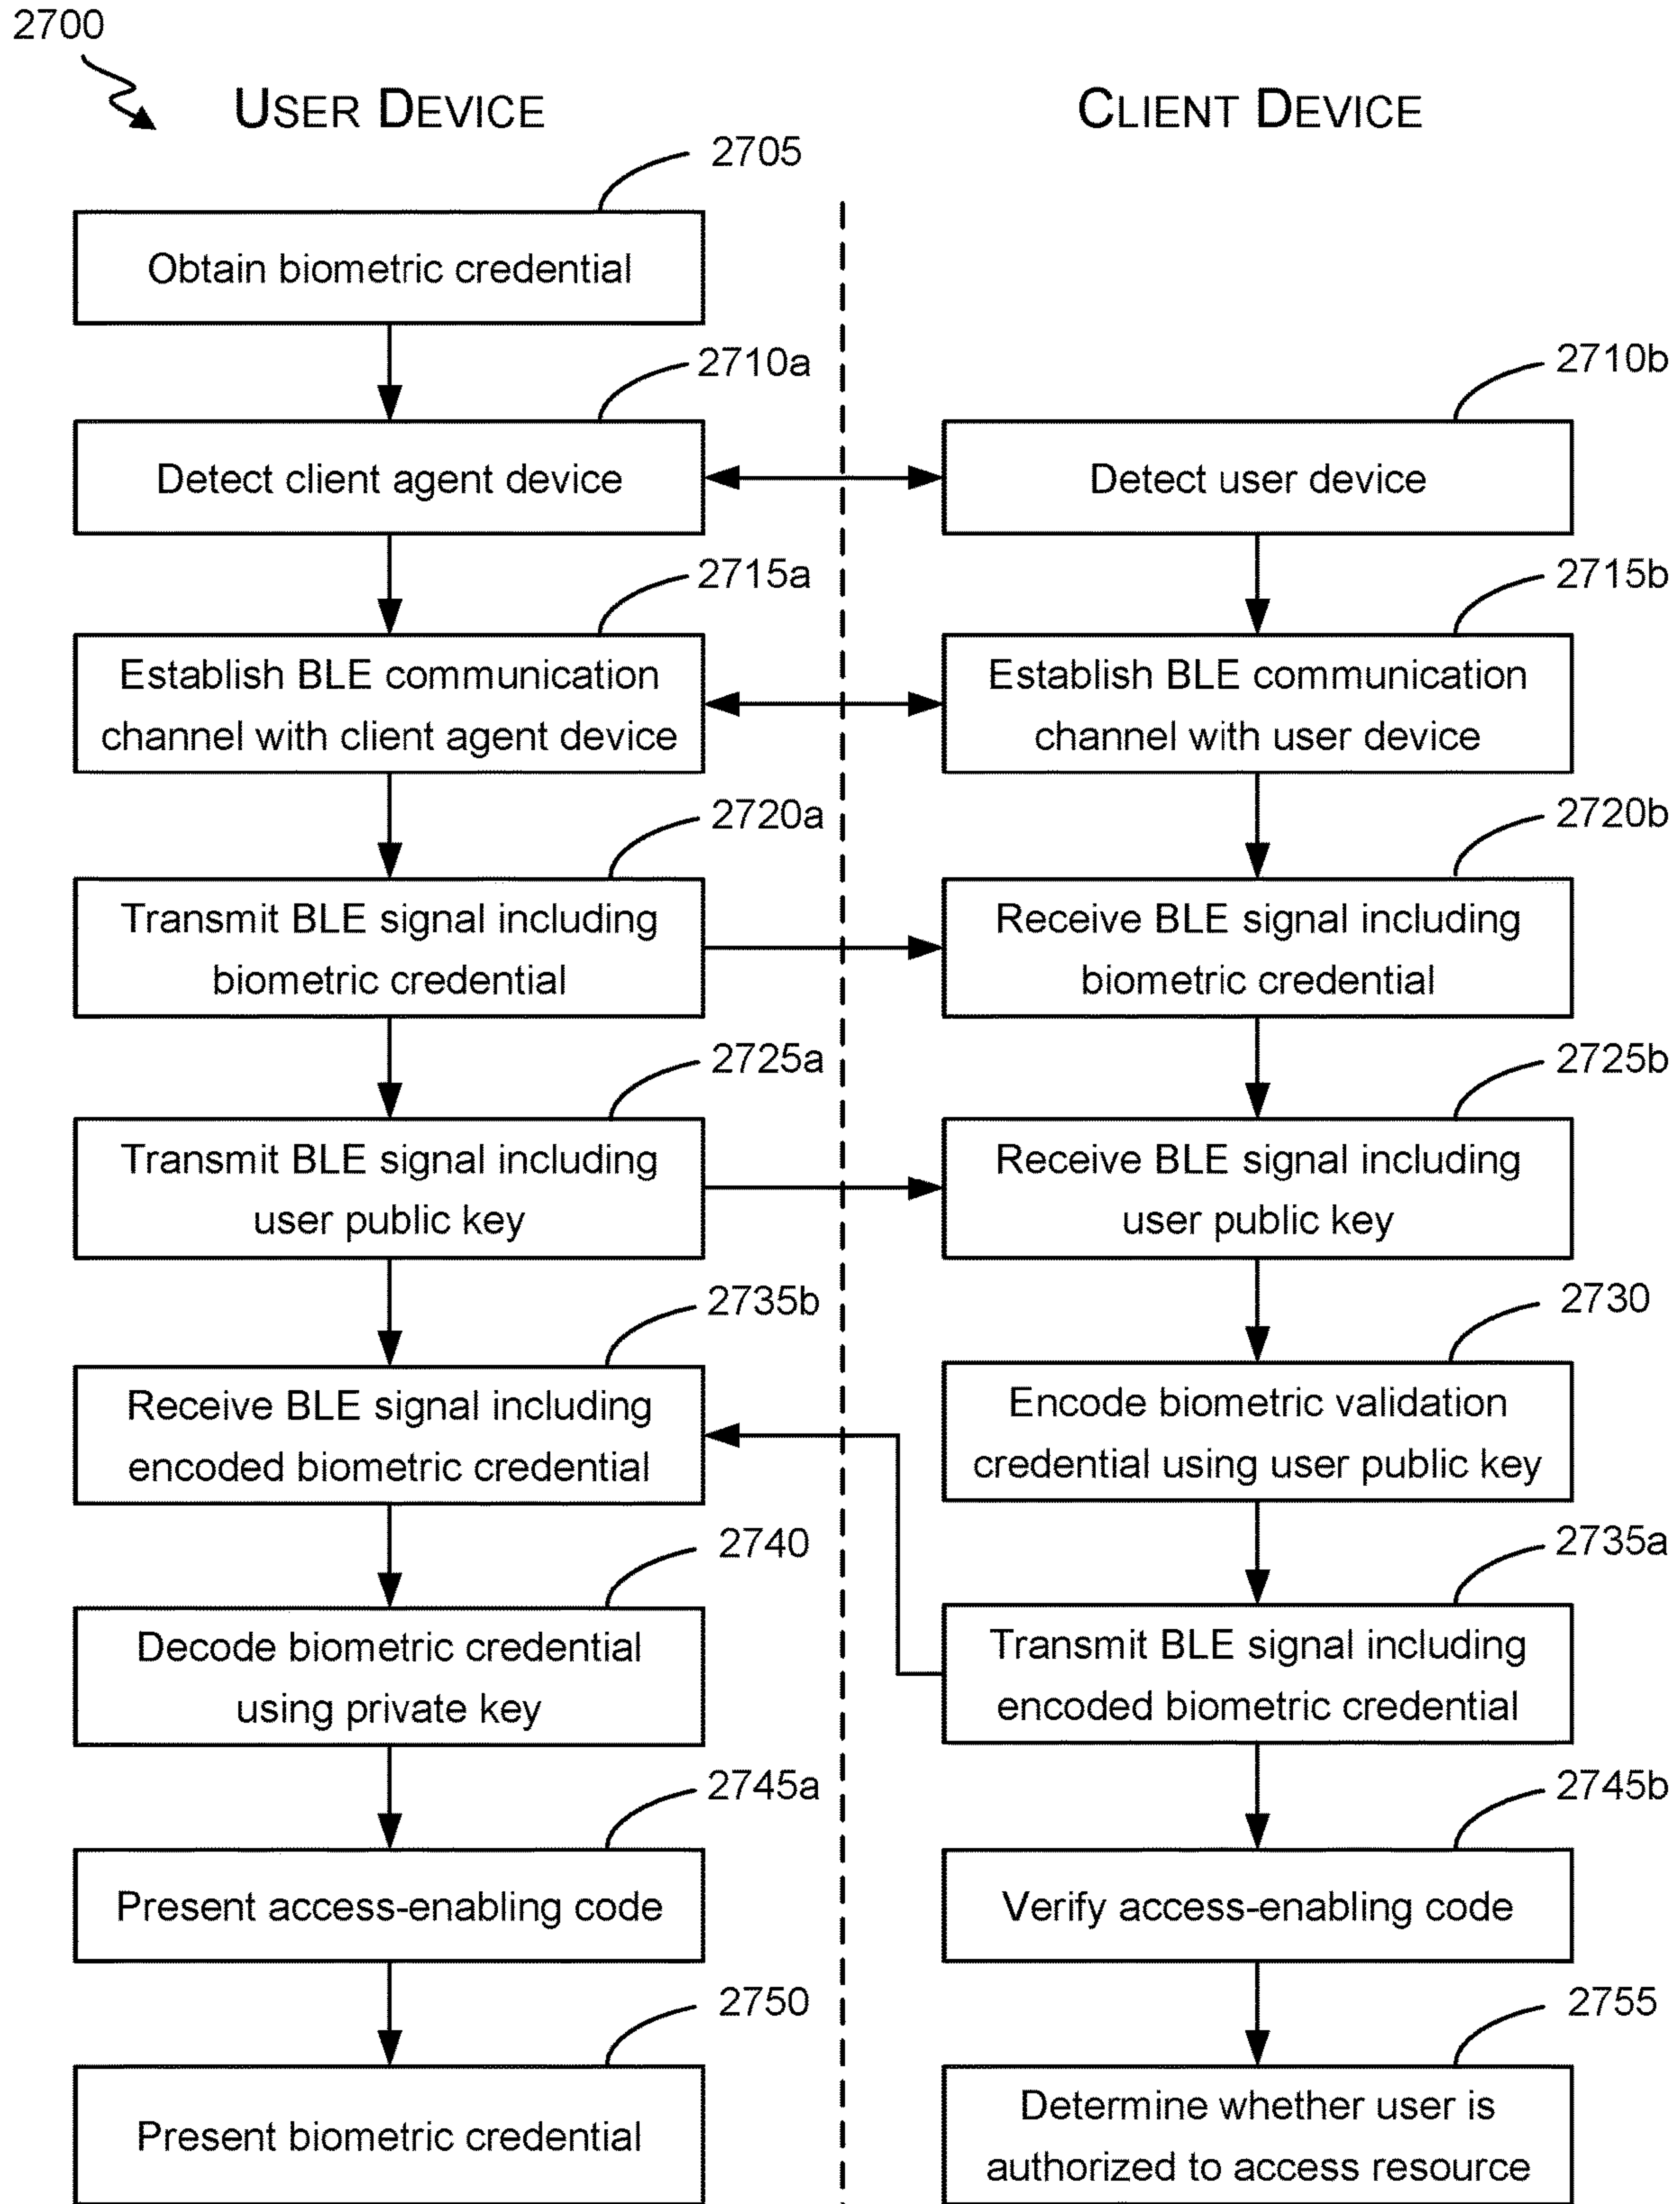 2700
USER DEVICE
CLIENT DEVICE
2705
Obtain biometric credential
2710a
2710b
Detect client agent device
Detect user device
2715a
2715b
Establish BLE communication
channel with client agent device
Establish BLE communication
channel with user device
2720a
2720b
Transmit BLE signal including
biometric credential
Receive BLE signal including
biometric credential
2725a
2725b
Transmit BLE signal including
user public key
Receive BLE signal including
user public key
2735b
2730
Receive BLE signal including
encoded biometric credential
Encode biometric validation
credential using user public key
2740
2735a
Decode biometric credential
using private key
Transmit BLE signal including
encoded biometric credential
2745a
2745b
Present access-enabling code
Verify access-enabling code
2750
2755
Present biometric credential
Determine whether user is
authorized to access resource